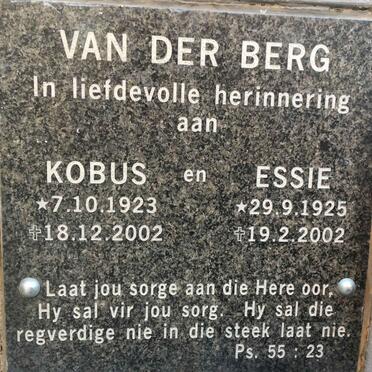 VAN DER BERG
In liefdevolle herinnering
aan
KOBUS en ESSIE
★7.10.1923 ★29.9.1925
✝18.12.2002 ✝19.2.2002
Laat jou sorge aan die Here oor.
Hy sal vir jou sorg. Hy sal die
regverdige nie in die steek laat nie.
Ps. 55 : 23